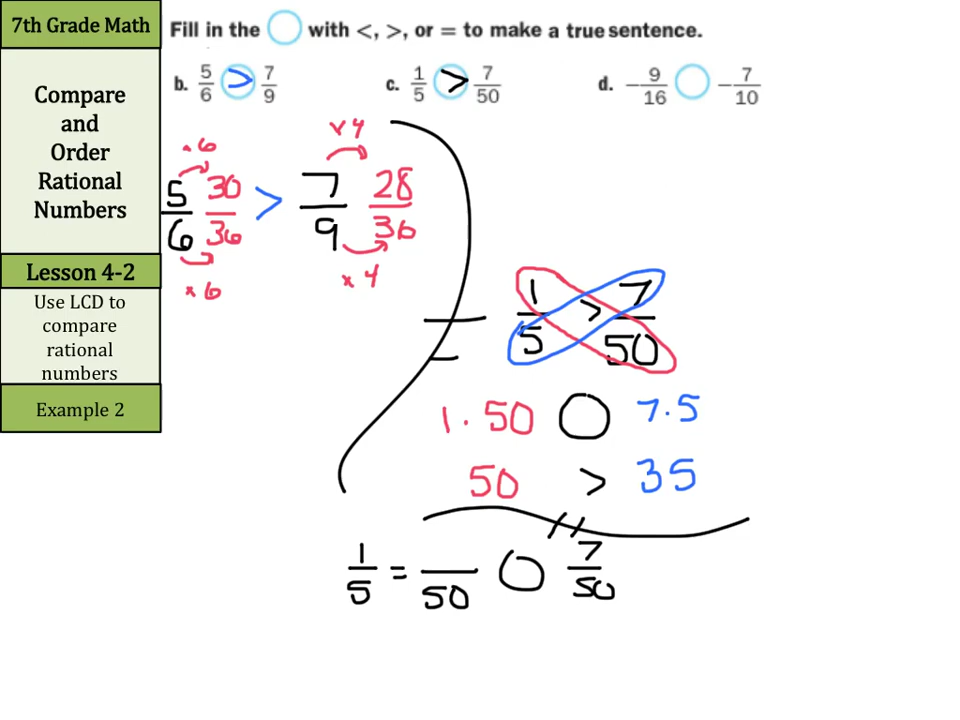 7th Grade Math
Compare
and
Order
Rational
Numbers
Lesson 4-2
Use LCD to
compare
rational
numbers
Example 2
Fill in the ◯ with <, >, or = to make a true sentence.
b. 5/6 > 7/9
c. 1/5 > 7/50
d. -9/16 ◯ -7/10
×6 ×4
5/6 30/36 > 7/9 28/36
×6 ×4
1/5 > 7/50
1·50 ◯ 7·5
50 > 35
1/5 = __/50 ◯ 7/50